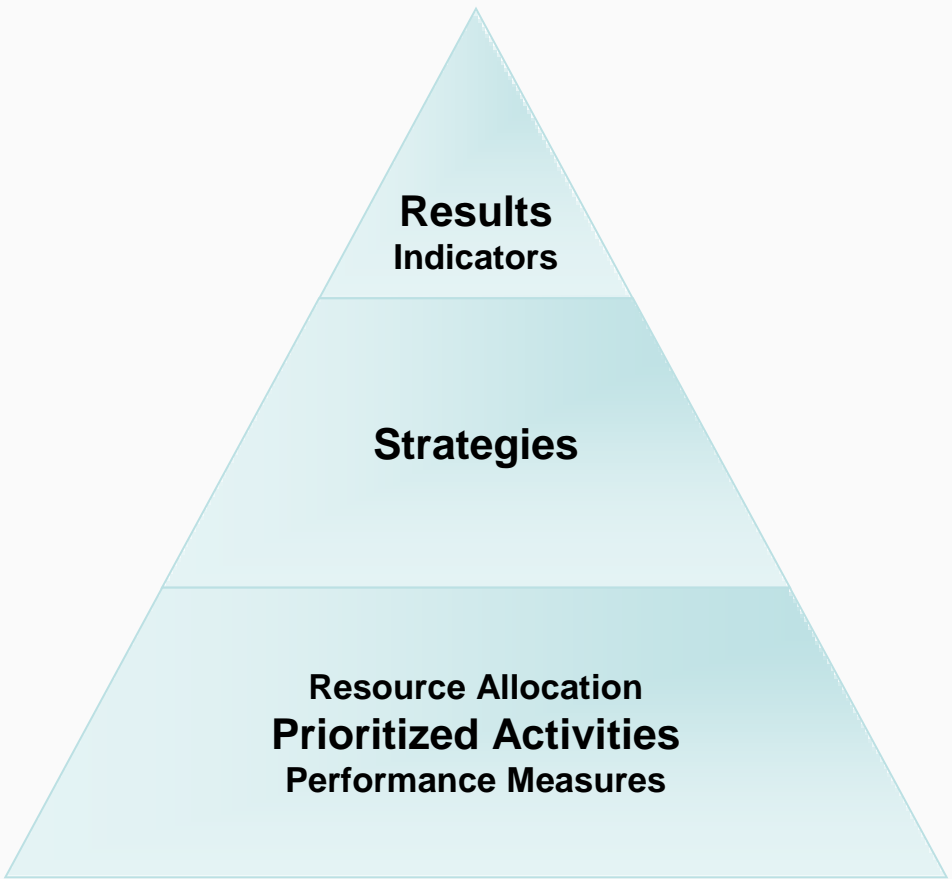 Results
Indicators
Strategies
Resource Allocation
Prioritized Activities
Performance Measures